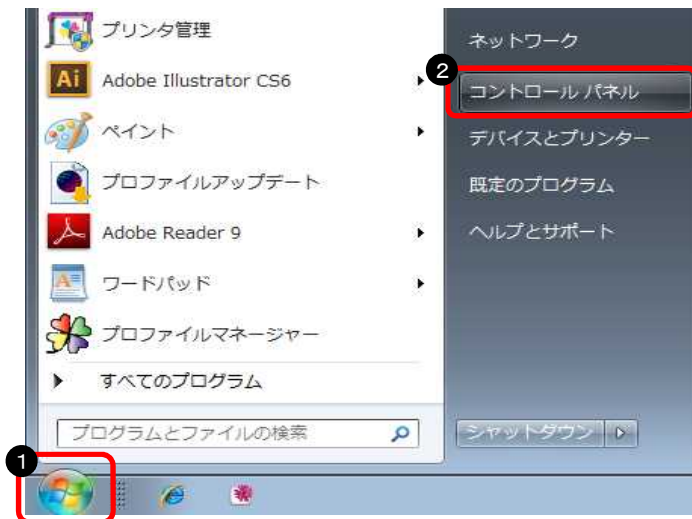 プリンタ管理
Ai Adobe Illustrator CS6
ペイント
プロファイルアップデート
Adobe Reader 9
ワードパッド
プロファイルマネージャー
すべてのプログラム
プログラムとファイルの検索
ネットワーク
2
コントロール パネル
デバイスとプリンター
既定のプログラム
ヘルプとサポート
シャットダウン
1